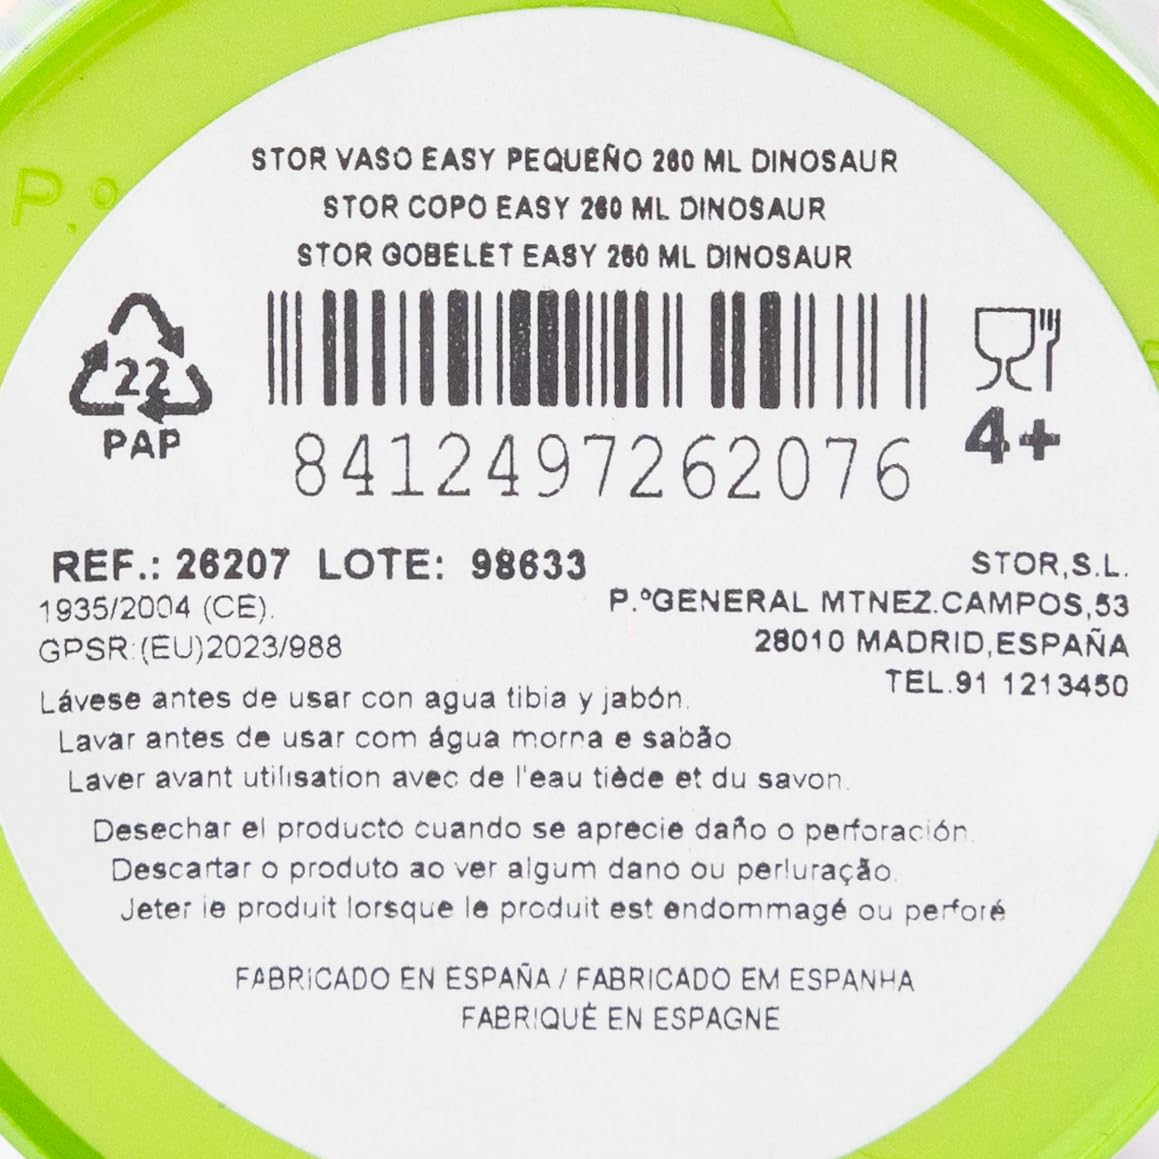 STOR VASO EASY PEQUEÑO 260 ML DINOSAUR
STOR COPO EASY 260 ML DINOSAUR
STOR GOBELET EASY 260 ML DINOSAUR
22
PAP
4+
8412497262076
REF.: 26207 LOTE: 98633
1935/2004 (CE).
GPSR:(EU)2023/988
STOR,S.L.
P.ºGENERAL MTNEZ.CAMPOS,53
28010 MADRID,ESPAÑA
TEL.91 1213450
Lávese antes de usar con agua tibia y jabón.
Lavar antes de usar com água morna e sabão
Laver avant utilisation avec de l'eau tiède et du savon.
Desechar el producto cuando se aprecie daño o perforación.
Descartar o produto ao ver algum dano ou perfuração.
Jeter le produit lorsque le produit est endommagé ou perforé
FABRICADO EN ESPAÑA / FABRICADO EM ESPANHA
FABRIQUÉ EN ESPAGNE
P.º